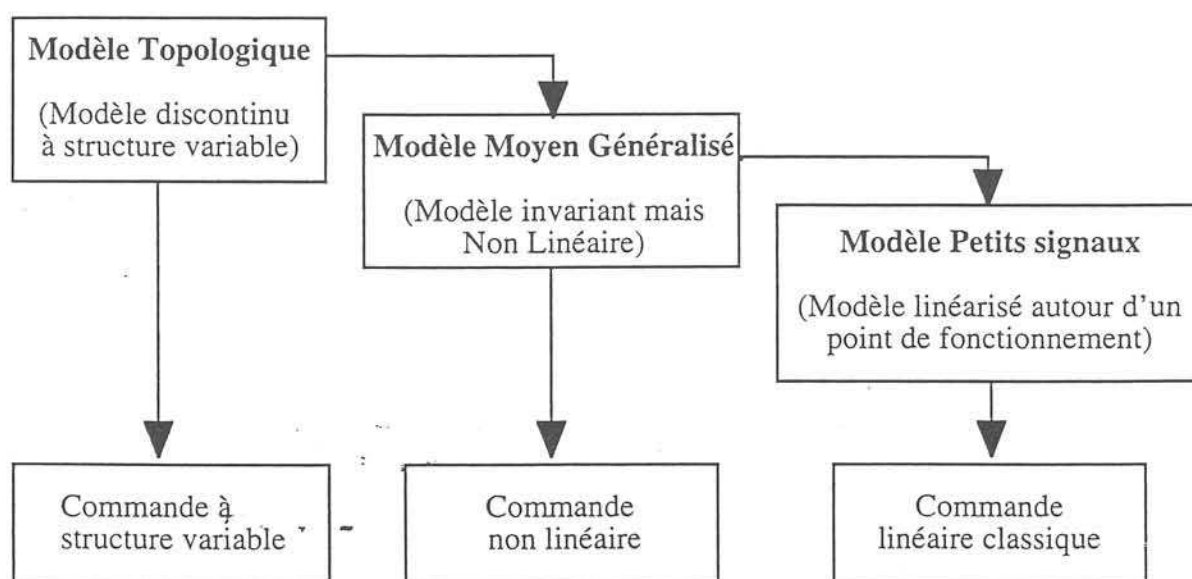 Modèle Topologique
(Modèle discontinu
à structure variable)
Modèle Moyen Généralisé
(Modèle invariant mais
Non Linéaire)
Modèle Petits signaux
(Modèle linéarisé autour d'un
point de fonctionnement)
Commande à
structure variable
Commande
non linéaire
Commande
linéaire classique